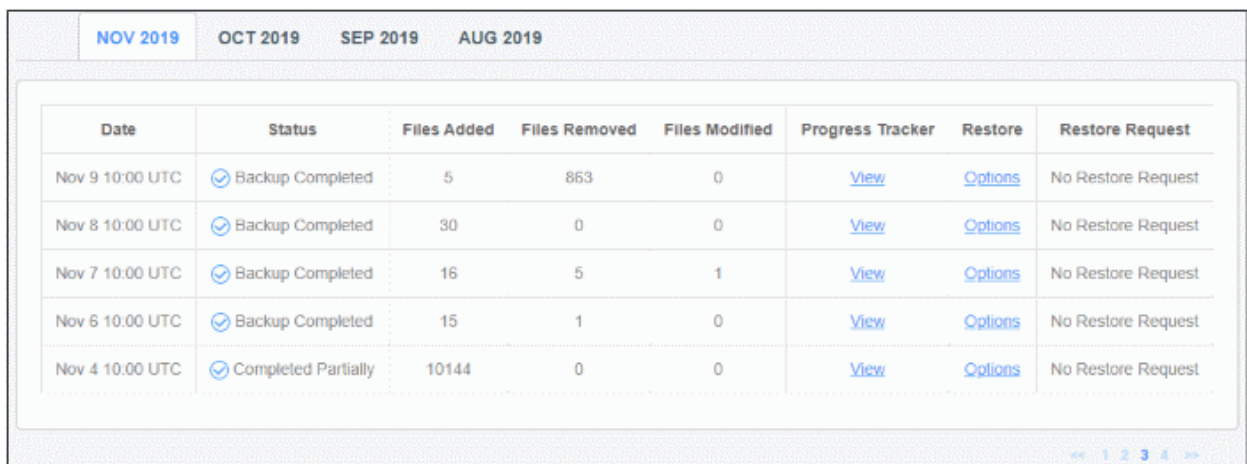 NOV 2019 OCT 2019 SEP 2019 AUG 2019
Date Status Files Added Files Removed Files Modified Progress Tracker Restore Restore Request
Nov 9 10:00 UTC Backup Completed 5 863 0 View Options No Restore Request
Nov 8 10:00 UTC Backup Completed 30 0 0 View Options No Restore Request
Nov 7 10:00 UTC Backup Completed 16 5 1 View Options No Restore Request
Nov 6 10:00 UTC Backup Completed 15 1 0 View Options No Restore Request
Nov 4 10:00 UTC Completed Partially 10144 0 0 View Options No Restore Request
<< 1 2 3 4 >>